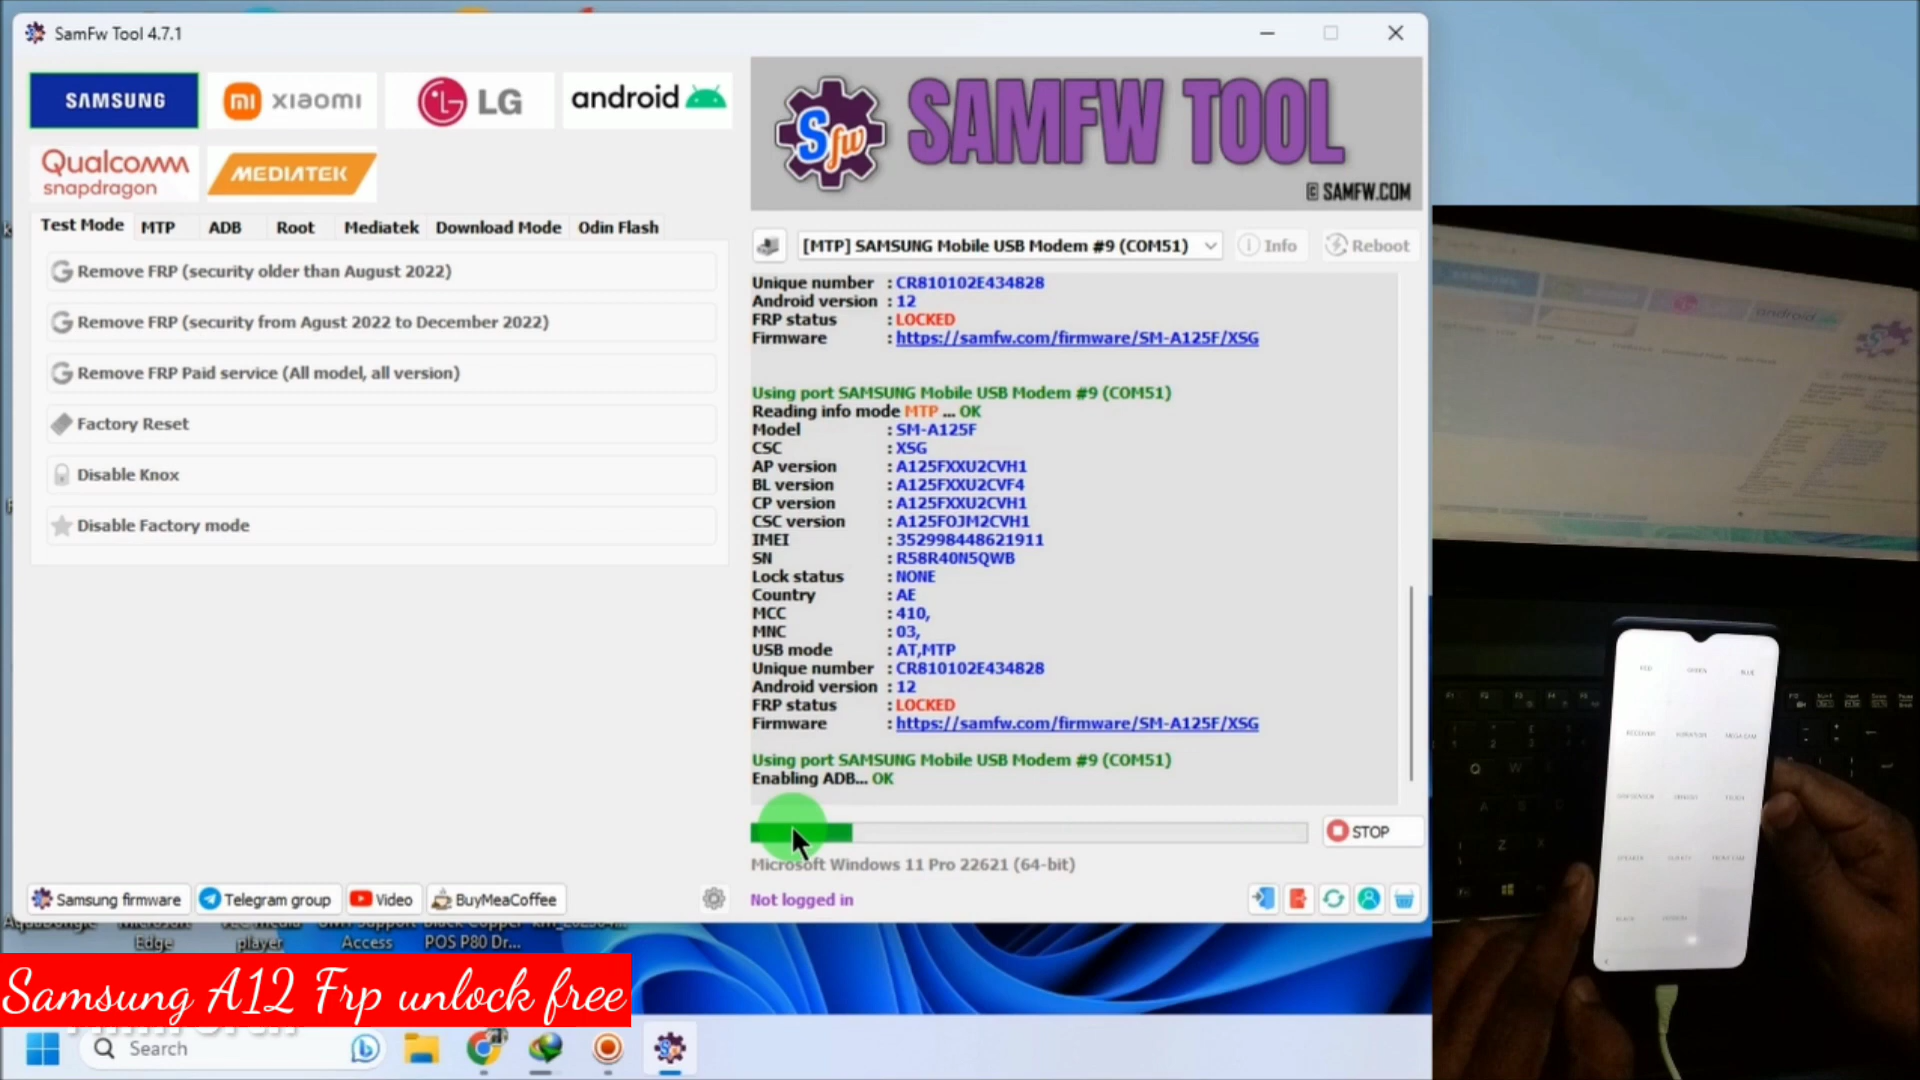 SamFw Tool 4.7.1
SAMSUNG
mi xiaomi
LG
android
Qualcomm
snapdragon
MEDIATEK
Test Mode
MTP
ADB
Root
Mediatek
Download Mode
Odin Flash
Remove FRP (security older than August 2022)
Remove FRP (security from Agust 2022 to December 2022)
Remove FRP Paid service (All model, all version)
Factory Reset
Disable Knox
Disable Factory mode
Sfw SAMFW TOOL
© SAMFW.COM
[MTP] SAMSUNG Mobile USB Modem #9 (COM51)
Info
Reboot
Unique number : CR810102E434828
Android version : 12
FRP status : LOCKED
Firmware : https://samfw.com/firmware/SM-A125F/XSG
Using port SAMSUNG Mobile USB Modem #9 (COM51)
Reading info mode MTP ... OK
Model : SM-A125F
CSC : XSG
AP version : A125FXXU2CVH1
BL version : A125FXXU2CVF4
CP version : A125FXXU2CVH1
CSC version : A125FOJM2CVH1
IMEI : 352998448621911
SN : R58R40N5QWB
Lock status : NONE
Country : AE
MCC : 410,
MNC : 03,
USB mode : AT,MTP
Unique number : CR810102E434828
Android version : 12
FRP status : LOCKED
Firmware : https://samfw.com/firmware/SM-A125F/XSG
Using port SAMSUNG Mobile USB Modem #9 (COM51)
Enabling ADB... OK
STOP
Microsoft Windows 11 Pro 22621 (64-bit)
Samsung firmware
Telegram group
Video
BuyMeaCoffee
Not logged in
Edge
player
Access
POS P80 Dr...
Samsung A12 Frp unlock free
Search